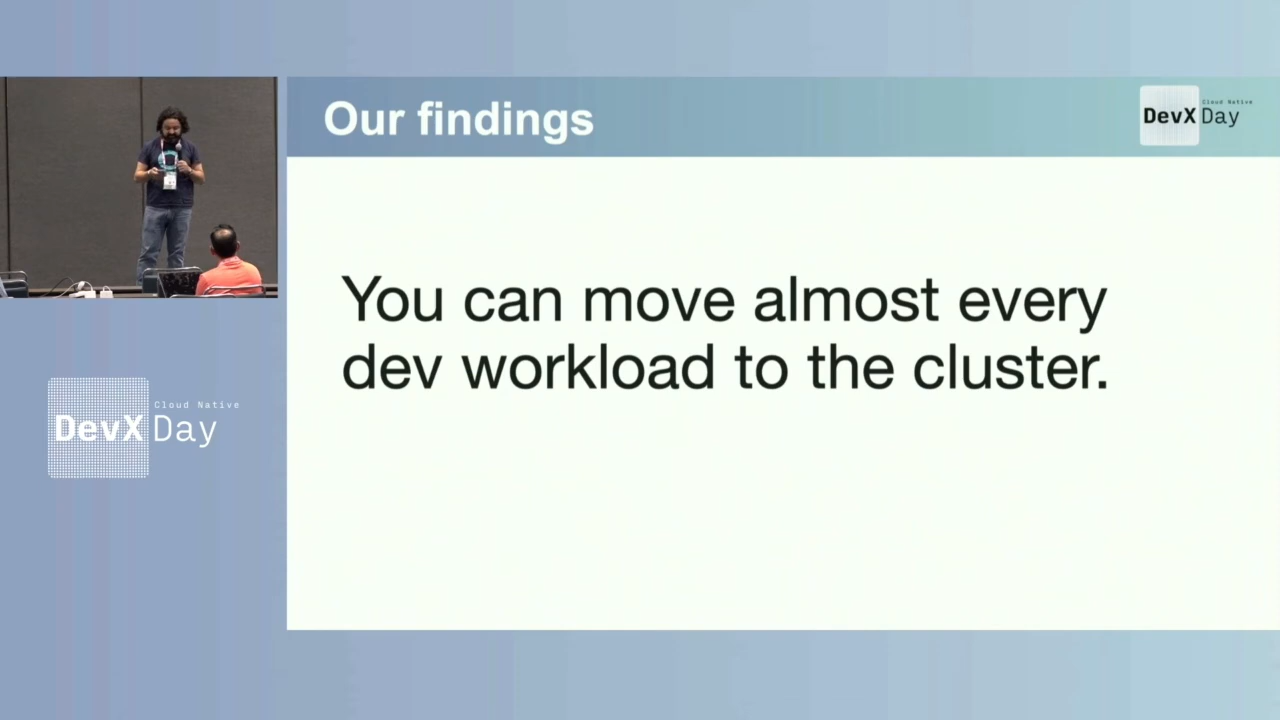 Our findings
Cloud Native
DevX Day
You can move almost every
dev workload to the cluster.
Cloud Native
DevX Day